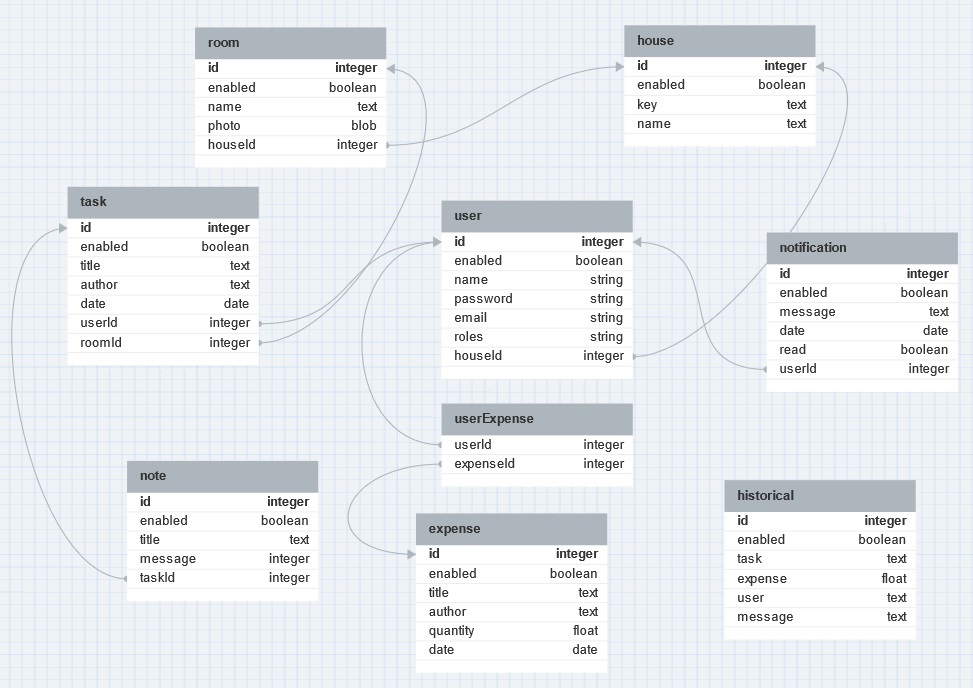 room
id integer
enabled boolean
name text
photo blob
houseId integer
house
id integer
enabled boolean
key text
name text
task
id integer
enabled boolean
title text
author text
date date
userId integer
roomId integer
user
id integer
enabled boolean
name string
password string
email string
roles string
houseId integer
notification
id integer
enabled boolean
message text
date date
read boolean
userId integer
userExpense
userId integer
expenseId integer
note
id integer
enabled boolean
title text
message integer
taskId integer
expense
id integer
enabled boolean
title text
author text
quantity float
date date
historical
id integer
enabled boolean
task text
expense float
user text
message text